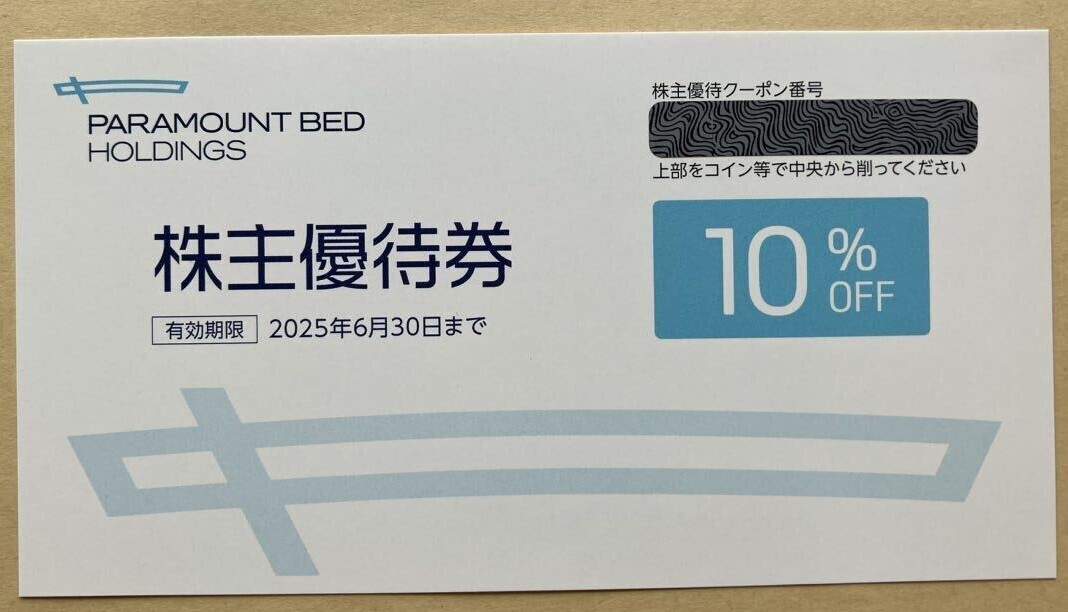 PARAMOUNT BED
HOLDINGS
株主優待クーポン番号
上部をコイン等で中央から削ってください
株主優待券
10%
OFF
有効期限 2025年6月30日まで